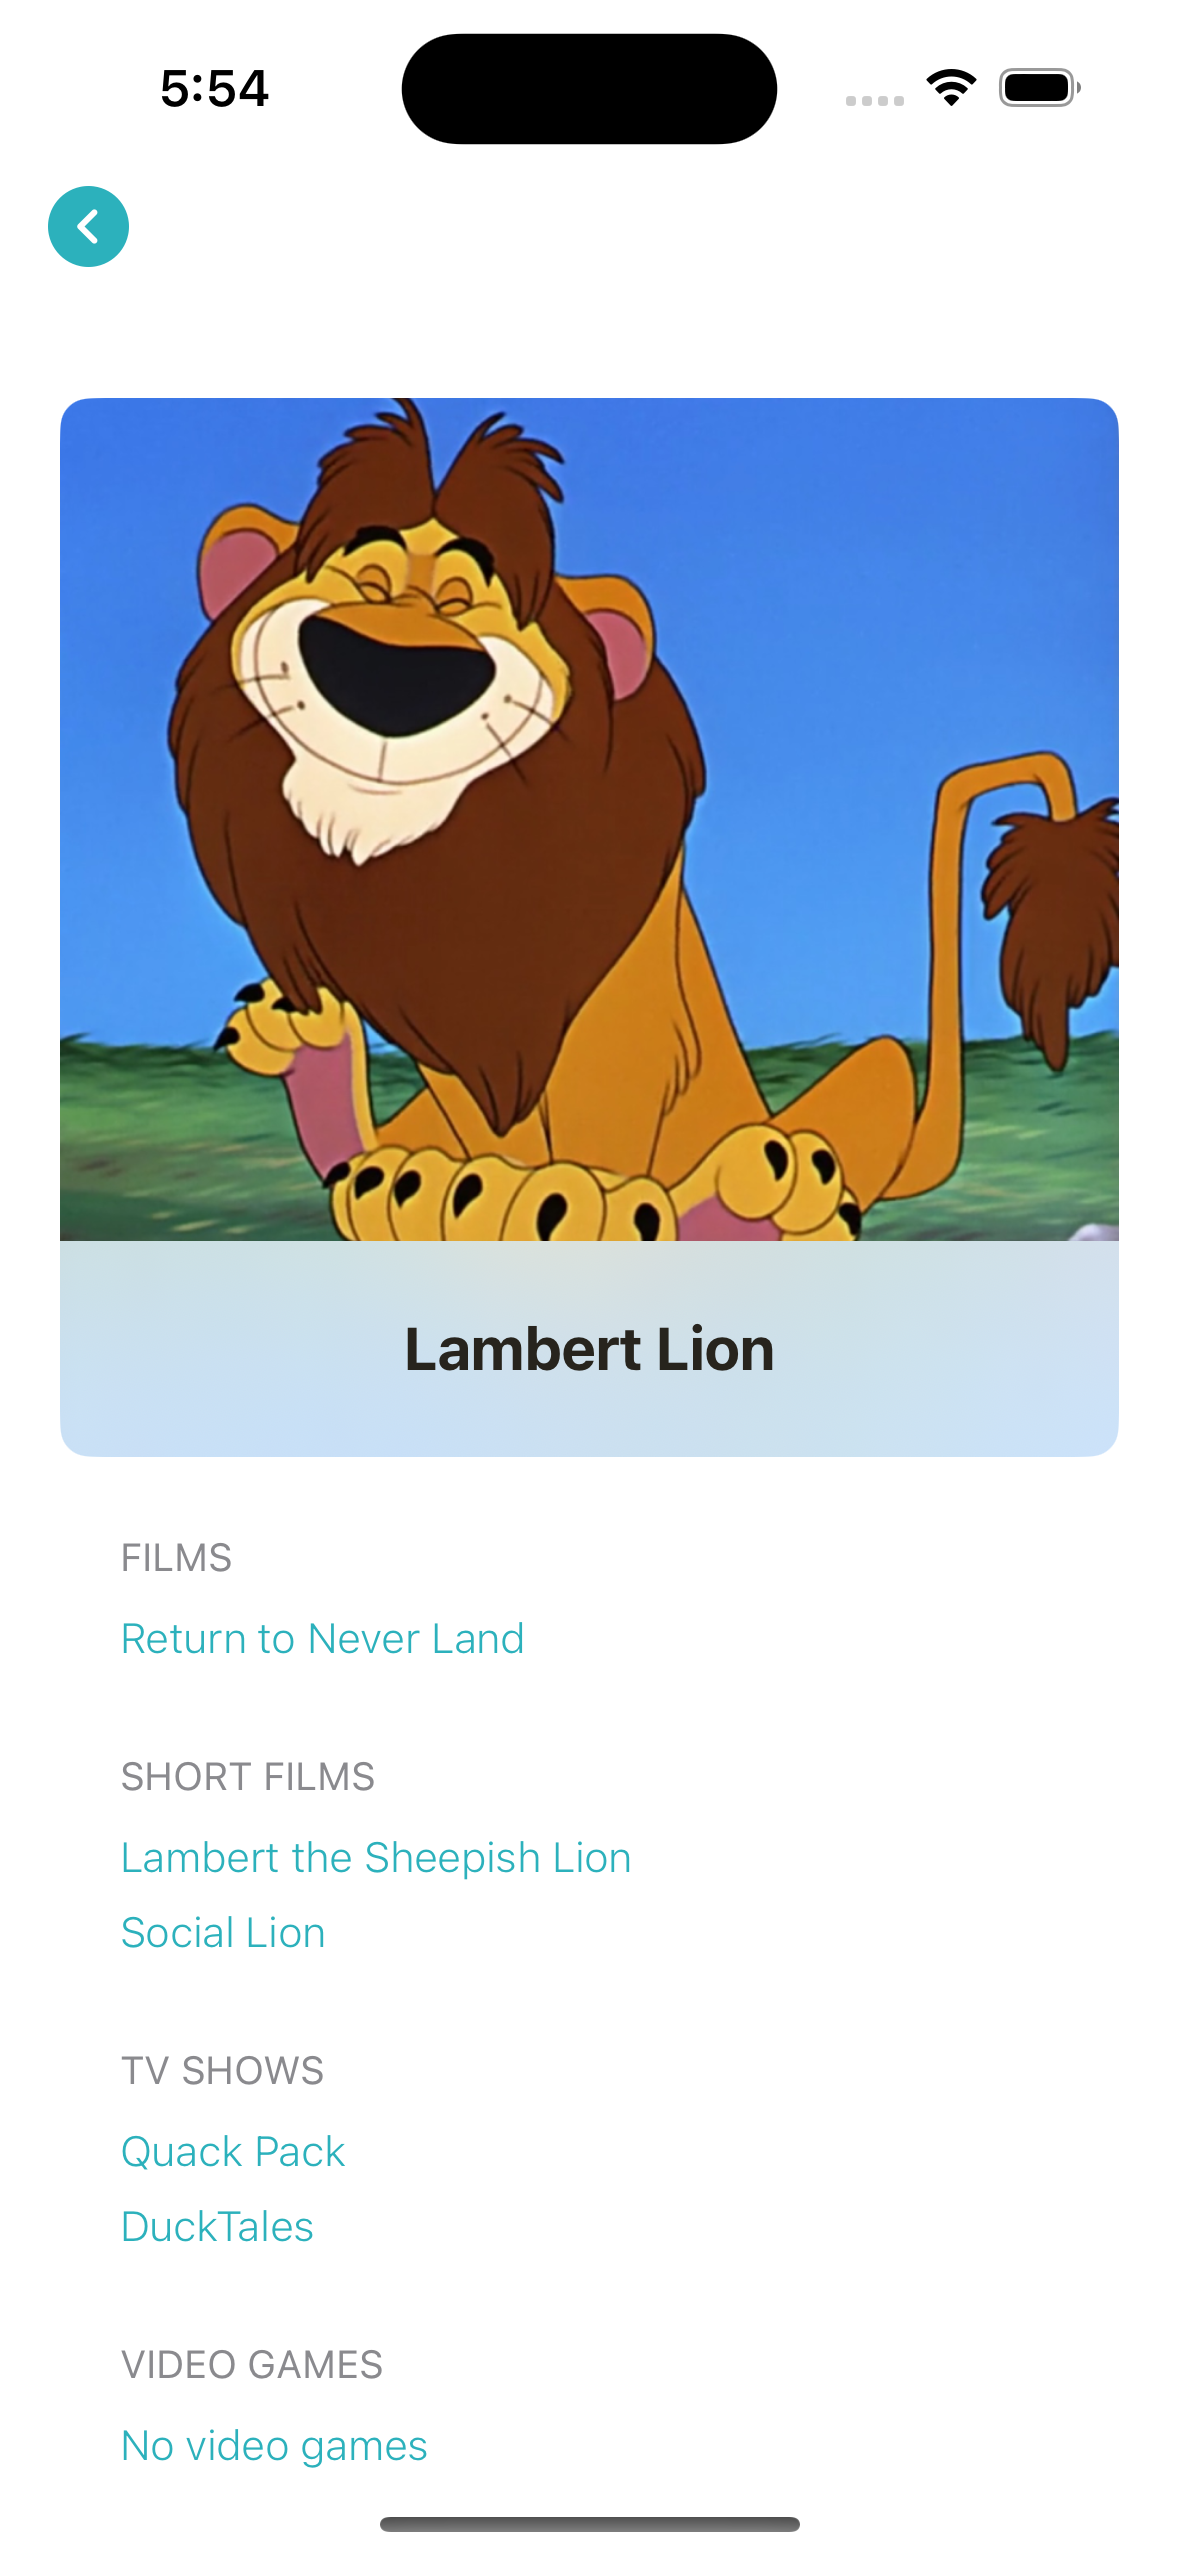 5:54
Lambert Lion
FILMS
Return to Never Land
SHORT FILMS
Lambert the Sheepish Lion
Social Lion
TV SHOWS
Quack Pack
DuckTales
VIDEO GAMES
No video games